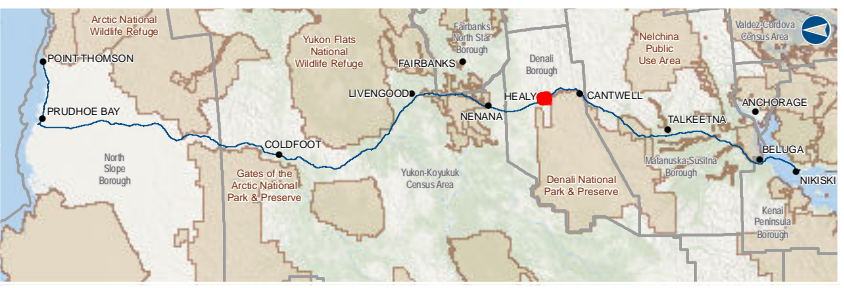 Arctic National
Wildlife Refuge
POINT THOMSON
PRUDHOE BAY
North
Slope
Borough
COLDFOOT
Gates of the
Arctic National
Park & Preserve
Yukon Flats
National
Wildlife Refuge
LIVENGOOD
FAIRBANKS
Fairbanks
North Star
Borough
NENANA
Yukon-Koyukuk
Census Area
Denali
Borough
HEALY
CANTWELL
Denali National
Park & Preserve
Nelchina
Public
Use Area
TALKEETNA
Matanuska-Susitna
Borough
Valdez-Cordova
Census Area
ANCHORAGE
BELUGA
NIKISKI
Kenai
Peninsula
Borough